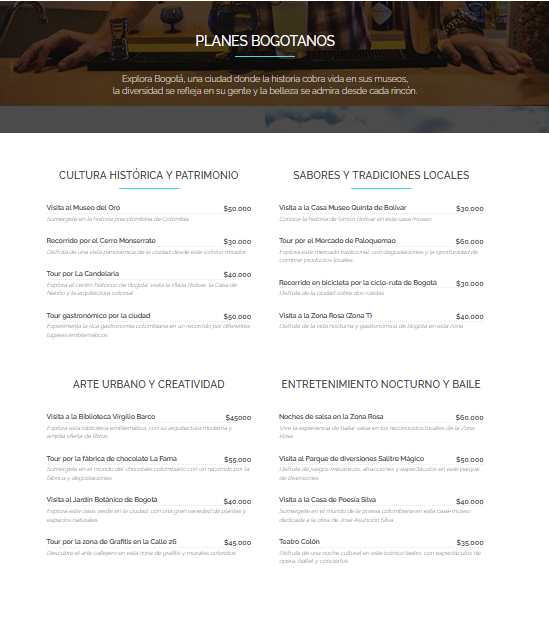 PLANES BOGOTANOS
Explora Bogotá, una ciudad donde la historia cobra vida en sus museos,
la diversidad se refleja en su gente y la belleza se admira desde cada rincón.
CULTURA HISTÓRICA Y PATRIMONIO
Visita al Museo del Oro $50.000
Sumérgete en la historia precolombina de Colombia
Recorrido por el Cerro Monserrate $30.000
Disfruta de una vista panorámica de la ciudad desde este icónico mirador
Tour por La Candelaria $40.000
Explora el centro histórico de Bogotá, visita la Plaza Bolívar, la Casa de
Nariño y la arquitectura colonial
Tour gastronómico por la ciudad $50.000
Experimenta la rica gastronomía colombiana en un recorrido por diferentes
lugares emblemáticos
SABORES Y TRADICIONES LOCALES
Visita a la Casa Museo Quinta de Bolívar $30.000
Conoce la historia de Simón Bolívar en esta casa museo
Tour por el Mercado de Paloquemao $60.000
Explora este mercado tradicional, con degustaciones y la oportunidad de
comprar productos locales
Recorrido en bicicleta por la ciclo-ruta de Bogotá $30.000
Disfruta de la ciudad sobre dos ruedas
Visita a la Zona Rosa (Zona T) $40.000
Disfruta de la vida nocturna y gastronómica de Bogotá en esta zona
ARTE URBANO Y CREATIVIDAD
Visita a la Biblioteca Virgilio Barco $45000
Explora esta biblioteca emblemática, con su arquitectura moderna y
amplia oferta de libros
Tour por la fábrica de chocolate La Fama $55.000
Sumérgete en el mundo del chocolate colombiano con un recorrido por la
fábrica y degustaciones
Visita al Jardín Botánico de Bogotá $40.000
Explora este oasis verde en la ciudad, con una gran variedad de plantas y
espacios naturales
Tour por la zona de Grafitis en la Calle 26 $45.000
Descubre el arte callejero en esta zona de grafitis y murales coloridos
ENTRETENIMIENTO NOCTURNO Y BAILE
Noches de salsa en la Zona Rosa $60.000
Vive la experiencia de bailar salsa en los reconocidos locales de la Zona
Rosa
Visita al Parque de diversiones Salitre Mágico $50.000
Disfruta de juegos mecánicos, atracciones y espectáculos en este parque
de diversiones
Visita a la Casa de Poesía Silva $40.000
Sumérgete en el mundo de la poesía colombiana en esta casa-museo
dedicada a la obra de José Asunción Silva
Teatro Colón $35.000
Disfruta de una noche cultural en este icónico teatro, con espectáculos de
ópera, ballet y conciertos